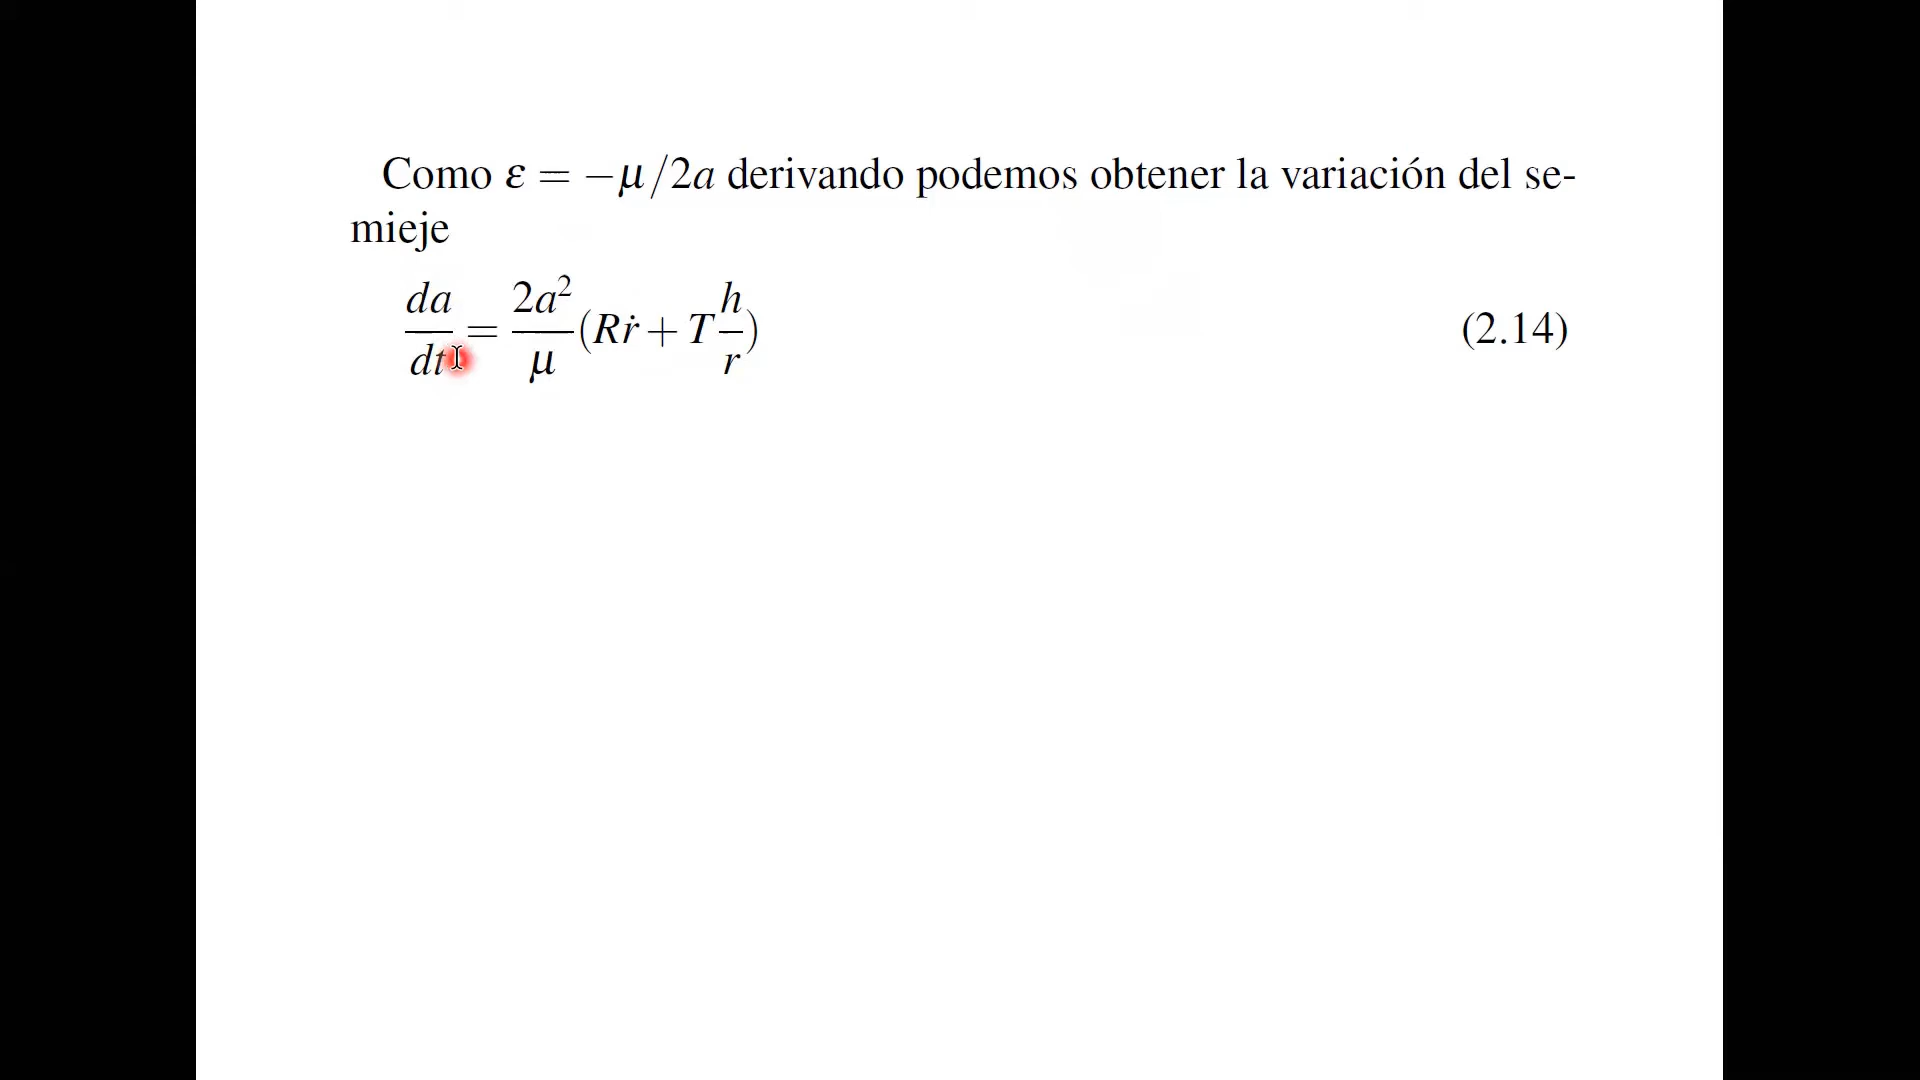 Como ε = −μ/2a derivando podemos obtener la variación del se-
mieje
da/dt = 2a²/μ (Rṙ + T h/r) (2.14)